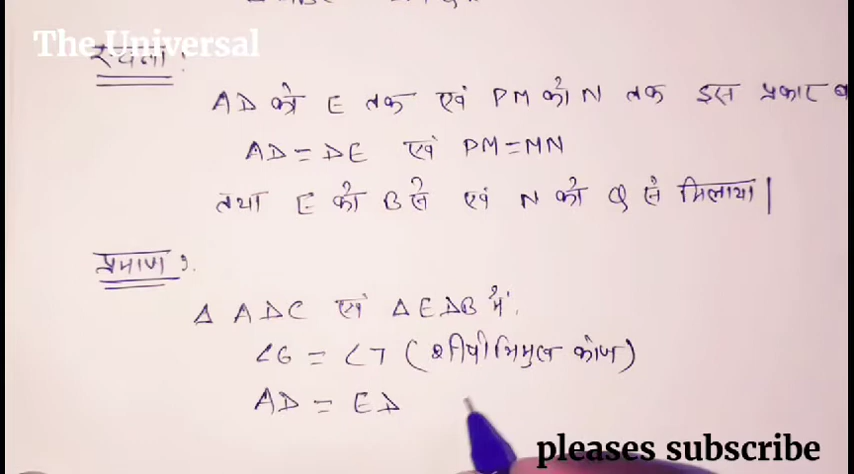 The Universal
रचना :
AD को E तक एवं PM को N तक इस प्रकार
AD = DE एवं PM = MN
तथा E को B से एवं N को Q से मिलाया |
प्रमाण :
Δ ADC एवं Δ EDB में
∠6 = ∠7 (शीर्षाभिमुख कोण)
AD = ED
pleases subscribe